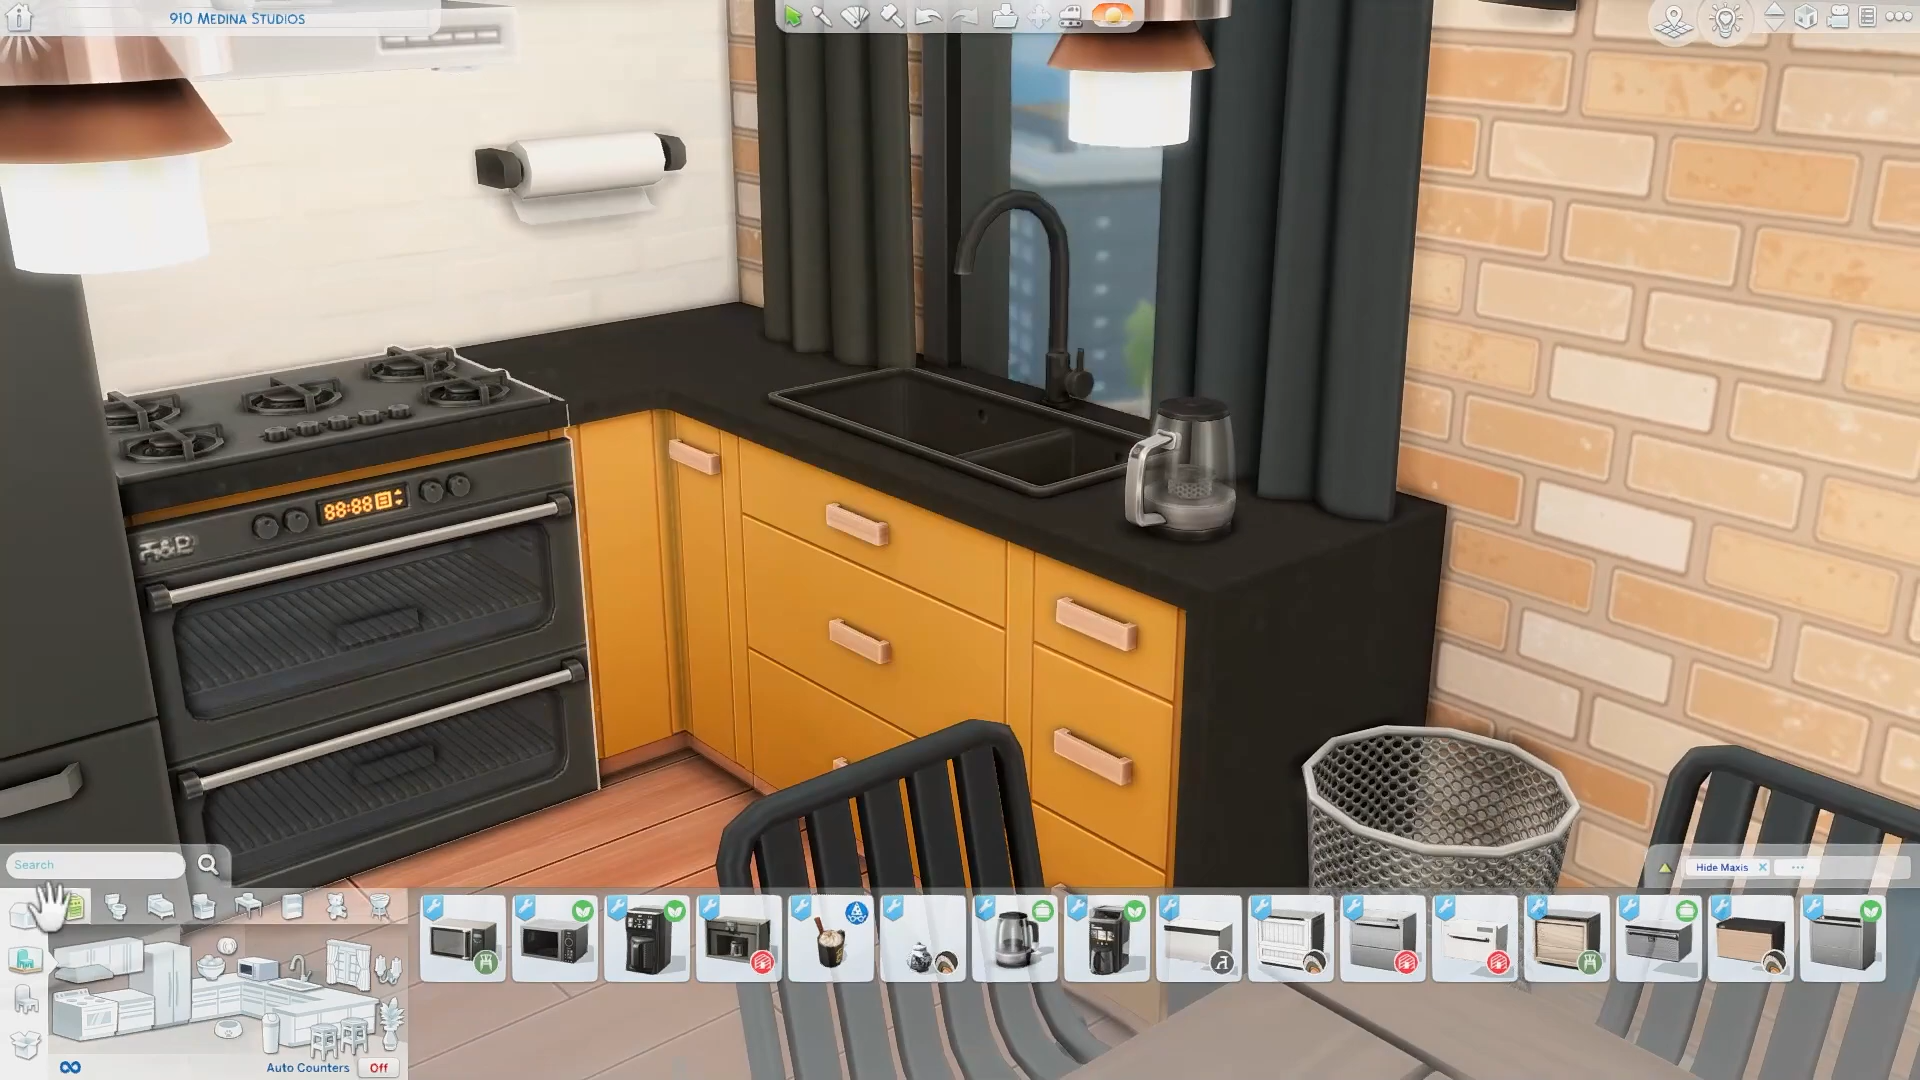 910 MEDINA STUDIOS
88:88
Search
Hide Maxis
Auto Counters Off